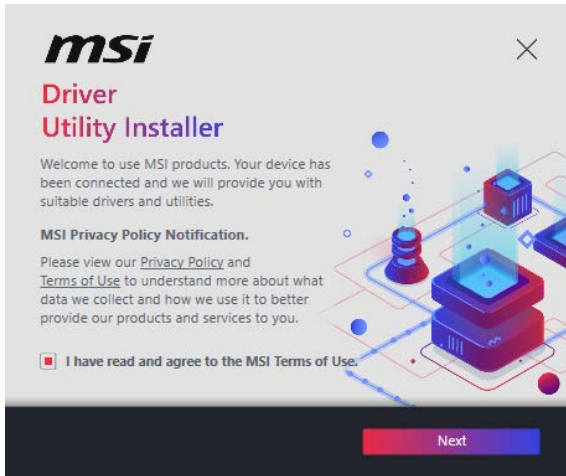 msi
Driver
Utility Installer
Welcome to use MSI products. Your device has
been connected and we will provide you with
suitable drivers and utilities.
MSI Privacy Policy Notification.
Please view our Privacy Policy and
Terms of Use to understand more about what
data we collect and how we use it to better
provide our products and services to you.
I have read and agree to the MSI Terms of Use.
Next